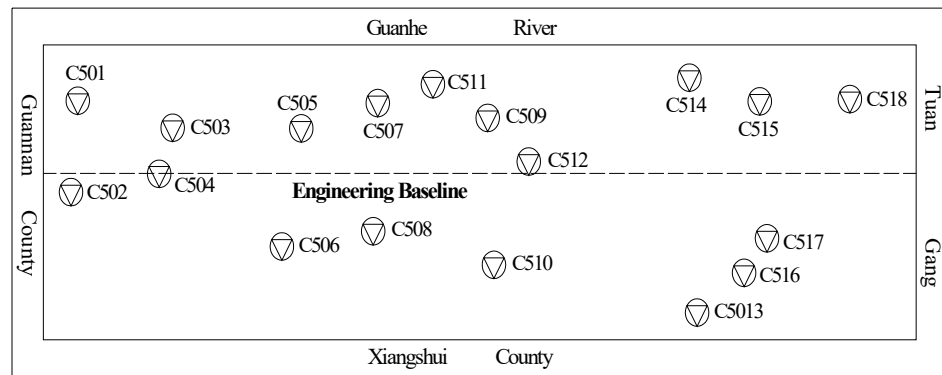 Guanhe River
C501
C511
C514
C518
C505
C507
C509
C515
C503
C512
C504
C502
Engineering Baseline
C508
C506
C517
C510
C516
C5013
Guannan County
Tuan Gang
Xiangshui County